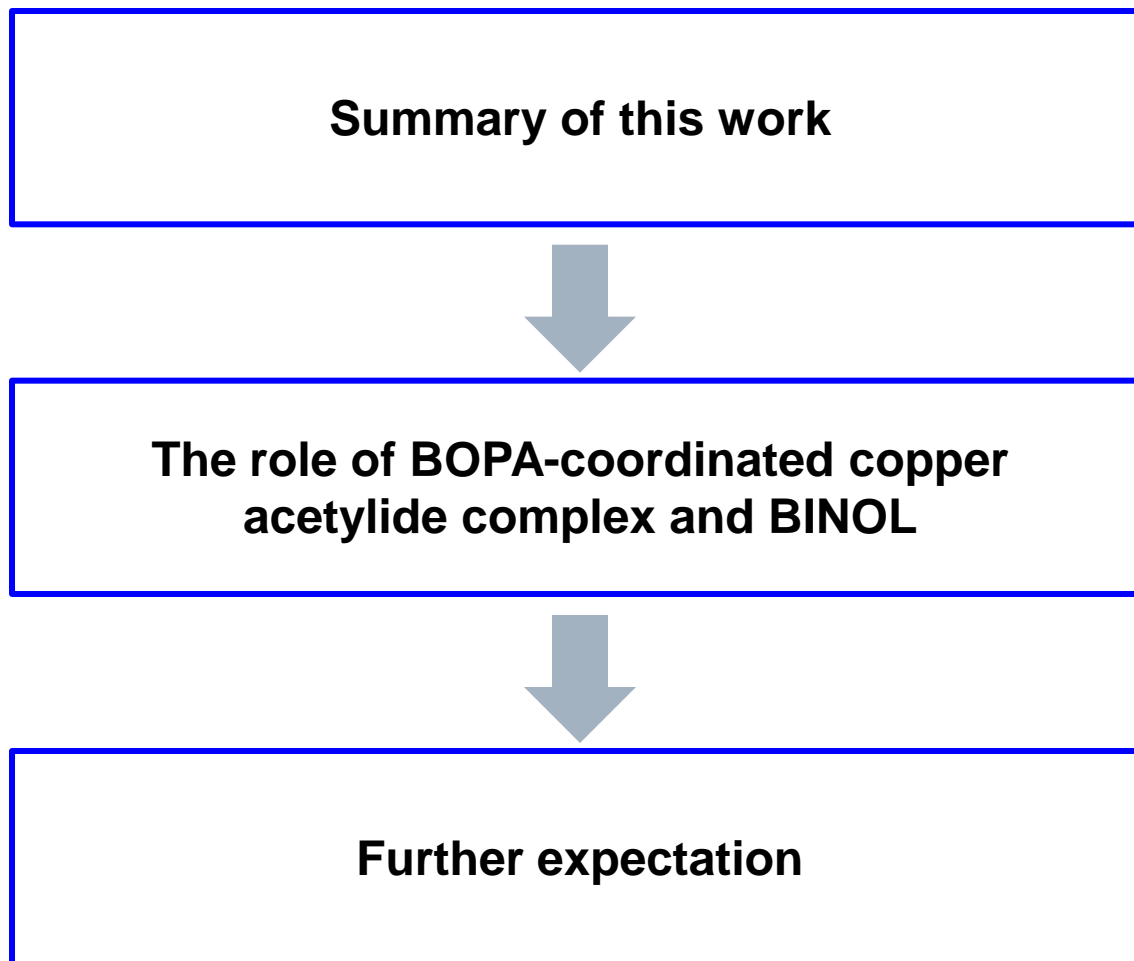 Summary of this work
The role of BOPA-coordinated copper
acetylide complex and BINOL
Further expectation